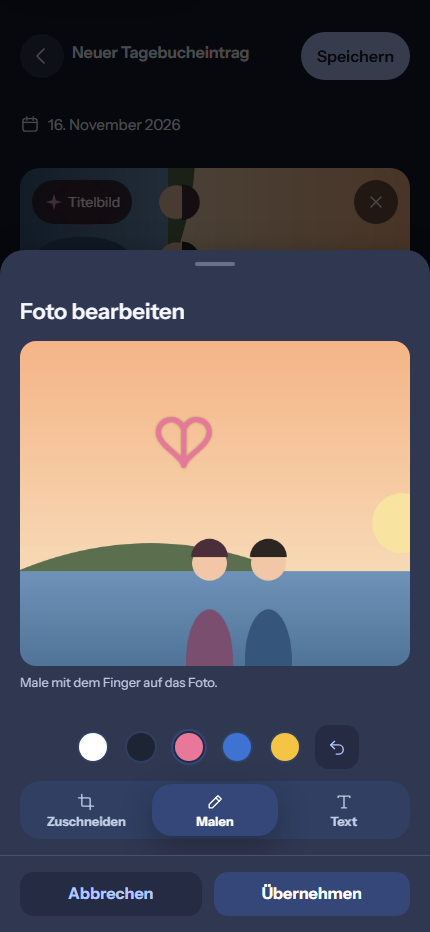 Neuer Tagebucheintrag
Speichern
16. November 2026
Titelbild
Foto bearbeiten
Male mit dem Finger auf das Foto.
Zuschneiden
Malen
Text
Abbrechen
Übernehmen